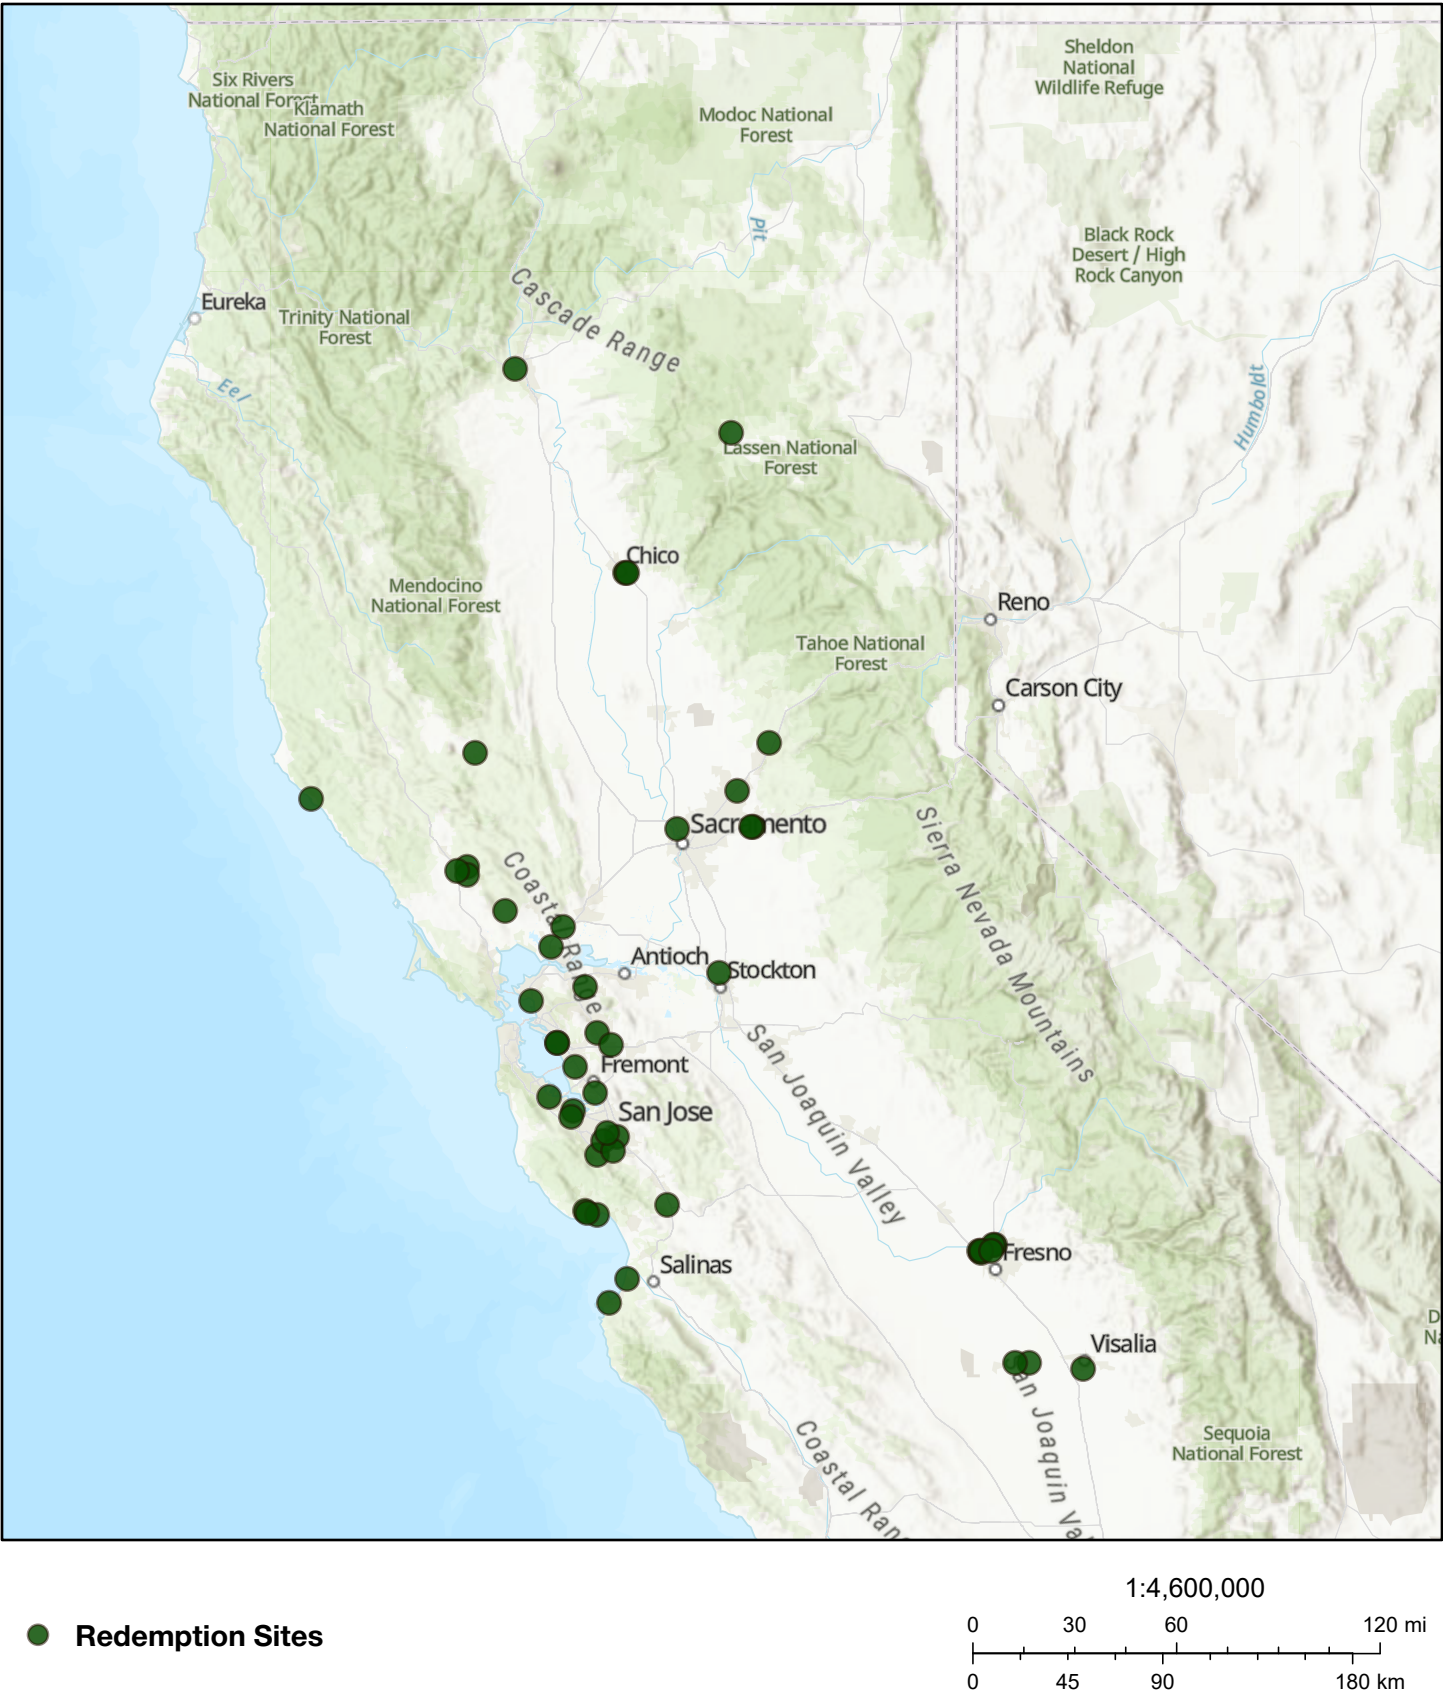 Six Rivers
National Forest
Klamath
National Forest
Modoc National
Forest
Sheldon
National
Wildlife Refuge
Pit
Black Rock
Desert / High
Rock Canyon
Cascade Range
Eureka
Trinity National
Forest
Eel
Humboldt
Lassen National
Forest
Chico
Mendocino
National Forest
Reno
Tahoe National
Forest
Carson City
Sacramento
Sierra Nevada Mountains
Coastal Range
Antioch
Stockton
San Joaquin Valley
Fremont
San Jose
Salinas
Fresno
Visalia
D
Na
San Joaquin Va
Coastal Rang
Sequoia
National Forest
1:4,600,000
0 30 60 120 mi
0 45 90 180 km
Redemption Sites